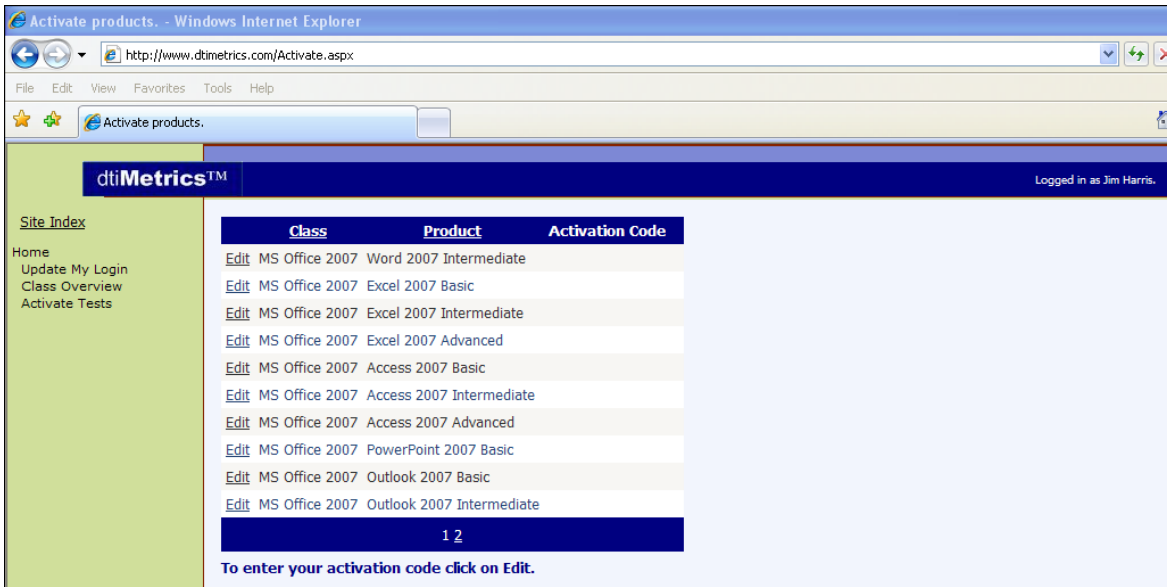 Activate products. - Windows Internet Explorer
http://www.dtimetrics.com/Activate.aspx
File Edit View Favorites Tools Help
Activate products.
dtiMetrics™
Logged in as Jim Harris.
Site Index
Home
Update My Login
Class Overview
Activate Tests
Class Product Activation Code
Edit MS Office 2007 Word 2007 Intermediate
Edit MS Office 2007 Excel 2007 Basic
Edit MS Office 2007 Excel 2007 Intermediate
Edit MS Office 2007 Excel 2007 Advanced
Edit MS Office 2007 Access 2007 Basic
Edit MS Office 2007 Access 2007 Intermediate
Edit MS Office 2007 Access 2007 Advanced
Edit MS Office 2007 PowerPoint 2007 Basic
Edit MS Office 2007 Outlook 2007 Basic
Edit MS Office 2007 Outlook 2007 Intermediate
1 2
To enter your activation code click on Edit.